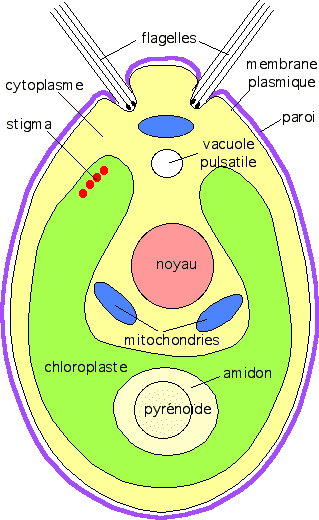 flagelles
membrane
plasmique
cytoplasme
paroi
stigma
vacuole
pulsatile
noyau
mitochondries
chloroplaste
amidon
pyrénoïde